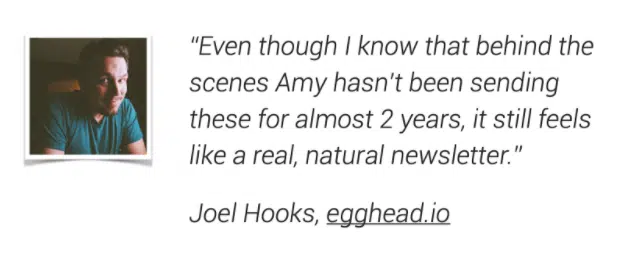 "Even though I know that behind the
scenes Amy hasn't been sending
these for almost 2 years, it still feels
like a real, natural newsletter."
Joel Hooks, egghead.io